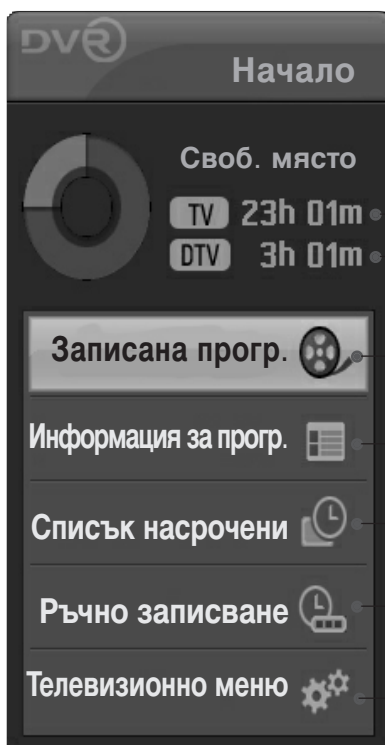 DVR
Начало
Своб. място
TV 23h 01m
DTV 3h 01m
Записана прогр.
Информация за прогр.
Списък насрочени
Ръчно записване
Телевизионно меню